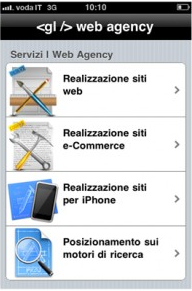 voda IT 3G 10:10
<gl /> web agency
Servizi | Web Agency
Realizzazione siti
web
Realizzazione siti
e-Commerce
Realizzazione siti
per iPhone
Posizionamento sui
motori di ricerca